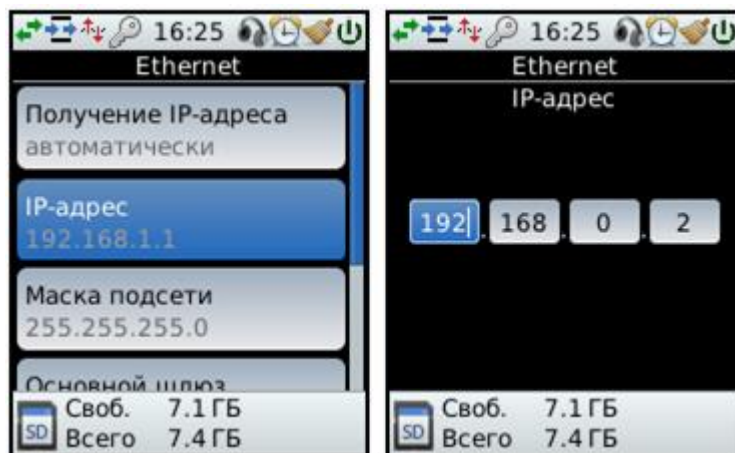 16:25
Ethernet
Получение IP-адреса
автоматически
IP-адрес
192.168.1.1
Маска подсети
255.255.255.0
Основной шлюз
SD
Своб. 7.1 ГБ
Всего 7.4 ГБ
16:25
Ethernet
IP-адрес
192. 168. 0. 2
SD
Своб. 7.1 ГБ
Всего 7.4 ГБ